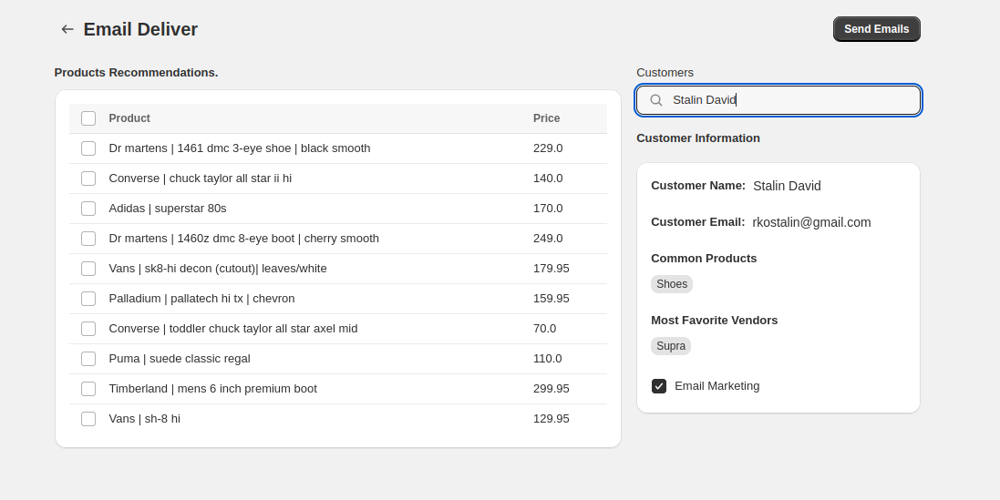 Email Deliver
Send Emails
Products Recommendations.
Product Price
Dr martens | 1461 dmc 3-eye shoe | black smooth 229.0
Converse | chuck taylor all star ii hi 140.0
Adidas | superstar 80s 170.0
Dr martens | 1460z dmc 8-eye boot | cherry smooth 249.0
Vans | sk8-hi decon (cutout)| leaves/white 179.95
Palladium | pallatech hi tx | chevron 159.95
Converse | toddler chuck taylor all star axel mid 70.0
Puma | suede classic regal 110.0
Timberland | mens 6 inch premium boot 299.95
Vans | sh-8 hi 129.95
Customers
Stalin David
Customer Information
Customer Name: Stalin David
Customer Email: rkostalin@gmail.com
Common Products
Shoes
Most Favorite Vendors
Supra
Email Marketing